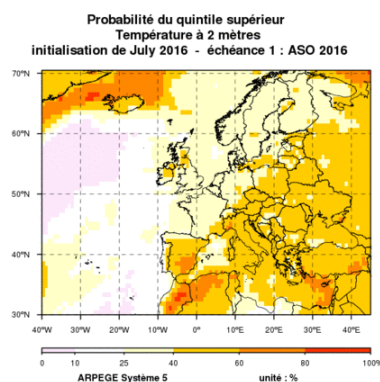 Probabilité du quintile supérieur
Température à 2 mètres
initialisation de July 2016 - échéance 1 : ASO 2016
70°N
60°N
50°N
40°N
30°N
40°W 30°W 20°W 10°W 0° 10°E 20°E 30°E 40°E
0 10 25 40 60 80 100%
ARPEGE Système 5 unité : %